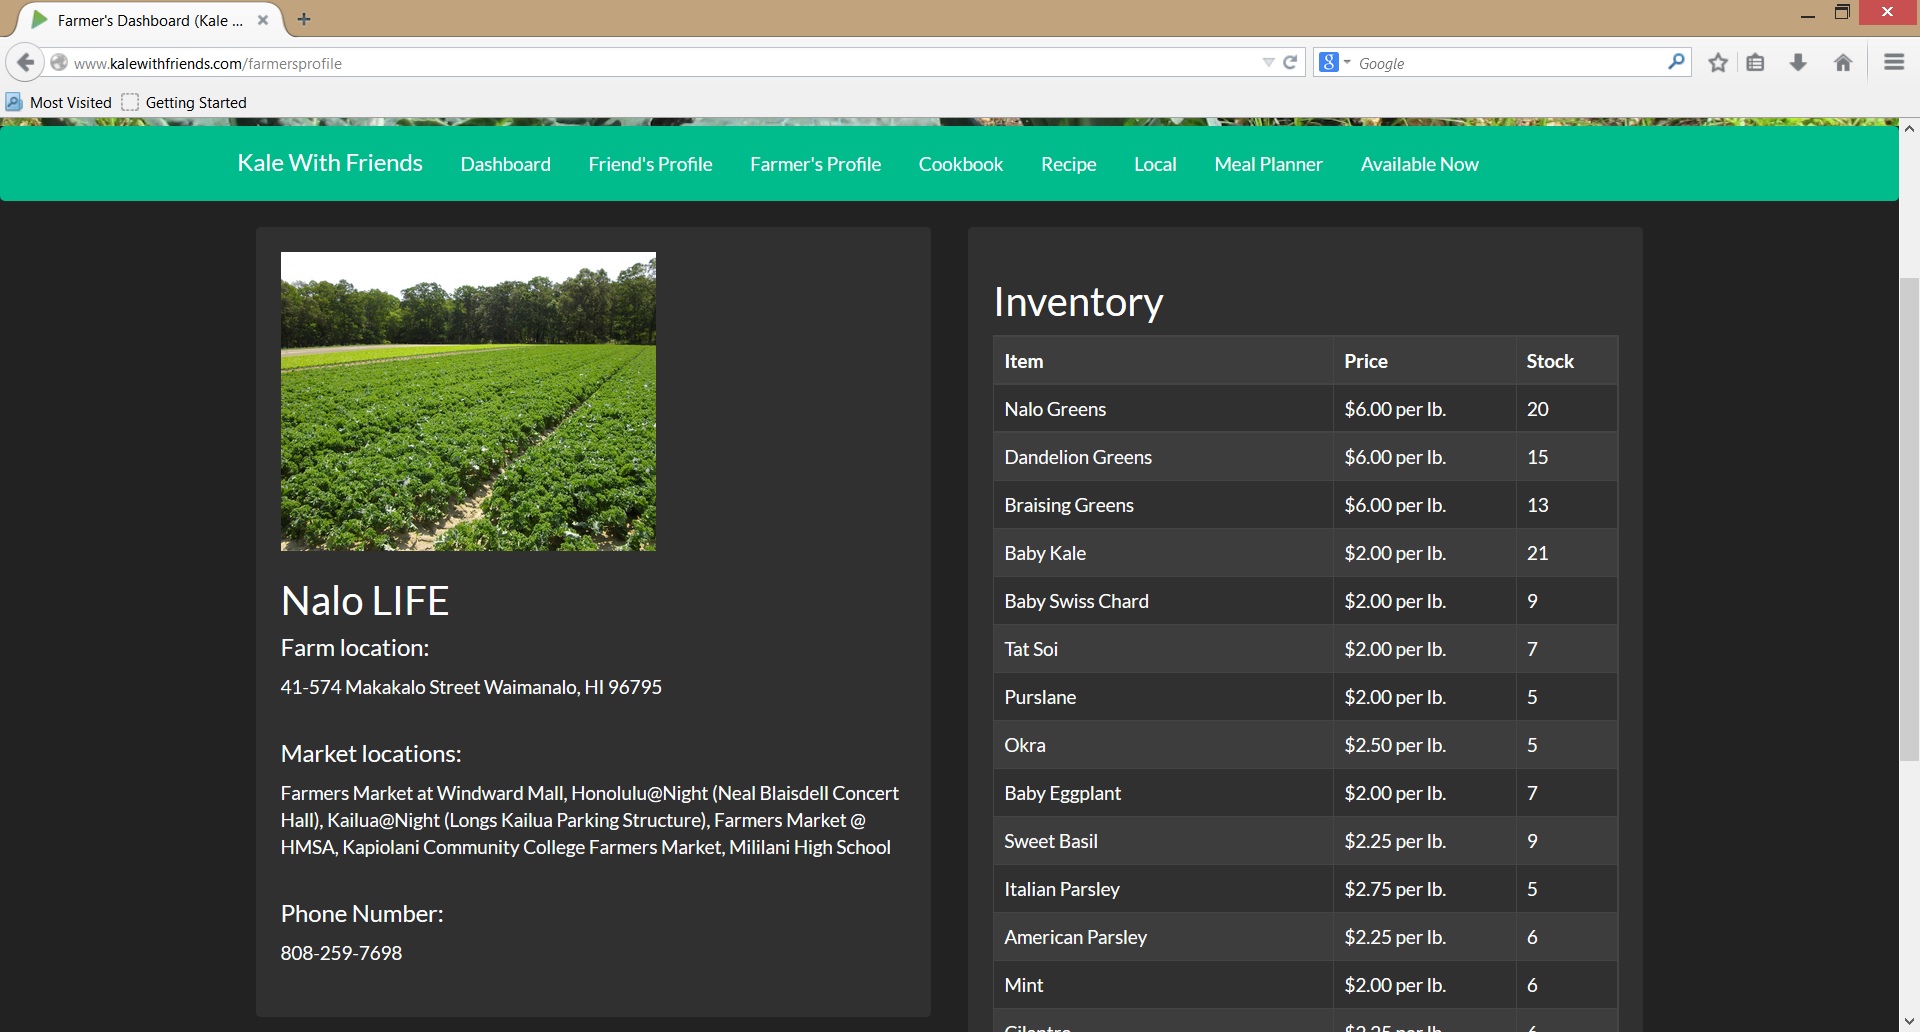 Farmer's Dashboard (Kale ...
www.kalewithfriends.com/farmersprofile
Google
Most Visited
Getting Started
Kale With Friends
Dashboard
Friend's Profile
Farmer's Profile
Cookbook
Recipe
Local
Meal Planner
Available Now
Nalo LIFE
Farm location:
41-574 Makakalo Street Waimanalo, HI 96795
Market locations:
Farmers Market at Windward Mall, Honolulu@Night (Neal Blaisdell Concert
Hall), Kailua@Night (Longs Kailua Parking Structure), Farmers Market @
HMSA, Kapiolani Community College Farmers Market, Mililani High School
Phone Number:
808-259-7698
Inventory
Item Price Stock
Nalo Greens $6.00 per lb. 20
Dandelion Greens $6.00 per lb. 15
Braising Greens $6.00 per lb. 13
Baby Kale $2.00 per lb. 21
Baby Swiss Chard $2.00 per lb. 9
Tat Soi $2.00 per lb. 7
Purslane $2.00 per lb. 5
Okra $2.50 per lb. 5
Baby Eggplant $2.00 per lb. 7
Sweet Basil $2.25 per lb. 9
Italian Parsley $2.75 per lb. 5
American Parsley $2.25 per lb. 6
Mint $2.00 per lb. 6